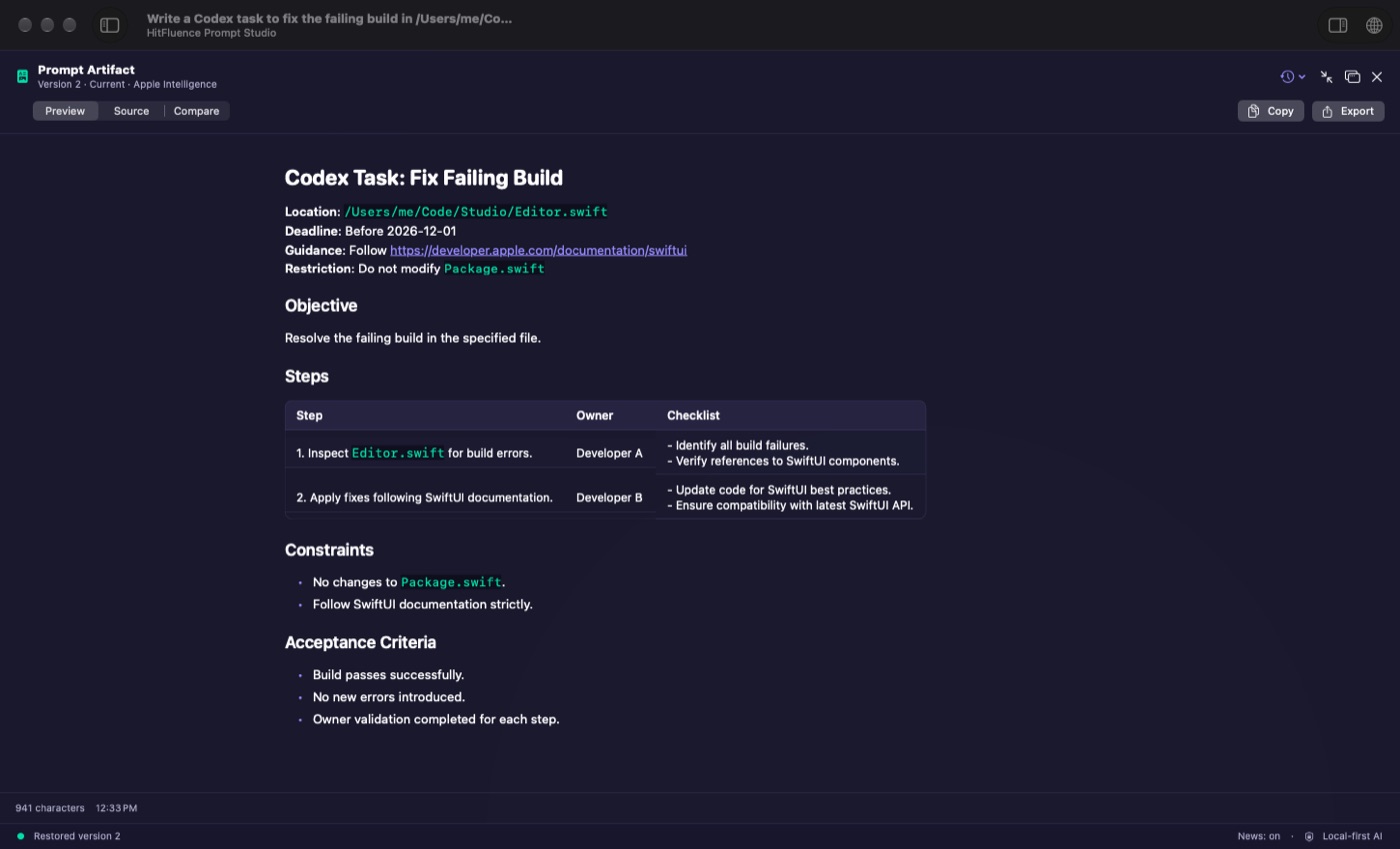 Write a Codex task to fix the failing build in /Users/me/Co...
HitFluence Prompt Studio
Prompt Artifact
Version 2 · Current · Apple Intelligence
Preview
Source
Compare
Copy
Export
Codex Task: Fix Failing Build
Location: /Users/me/Code/Studio/Editor.swift
Deadline: Before 2026-12-01
Guidance: Follow https://developer.apple.com/documentation/swiftui
Restriction: Do not modify Package.swift
Objective
Resolve the failing build in the specified file.
Steps
Step Owner Checklist
1. Inspect Editor.swift for build errors. Developer A - Identify all build failures.
- Verify references to SwiftUI components.
2. Apply fixes following SwiftUI documentation. Developer B - Update code for SwiftUI best practices.
- Ensure compatibility with latest SwiftUI API.
Constraints
• No changes to Package.swift.
• Follow SwiftUI documentation strictly.
Acceptance Criteria
• Build passes successfully.
• No new errors introduced.
• Owner validation completed for each step.
941 characters 12:33 PM
Restored version 2
News: on · Local-first AI